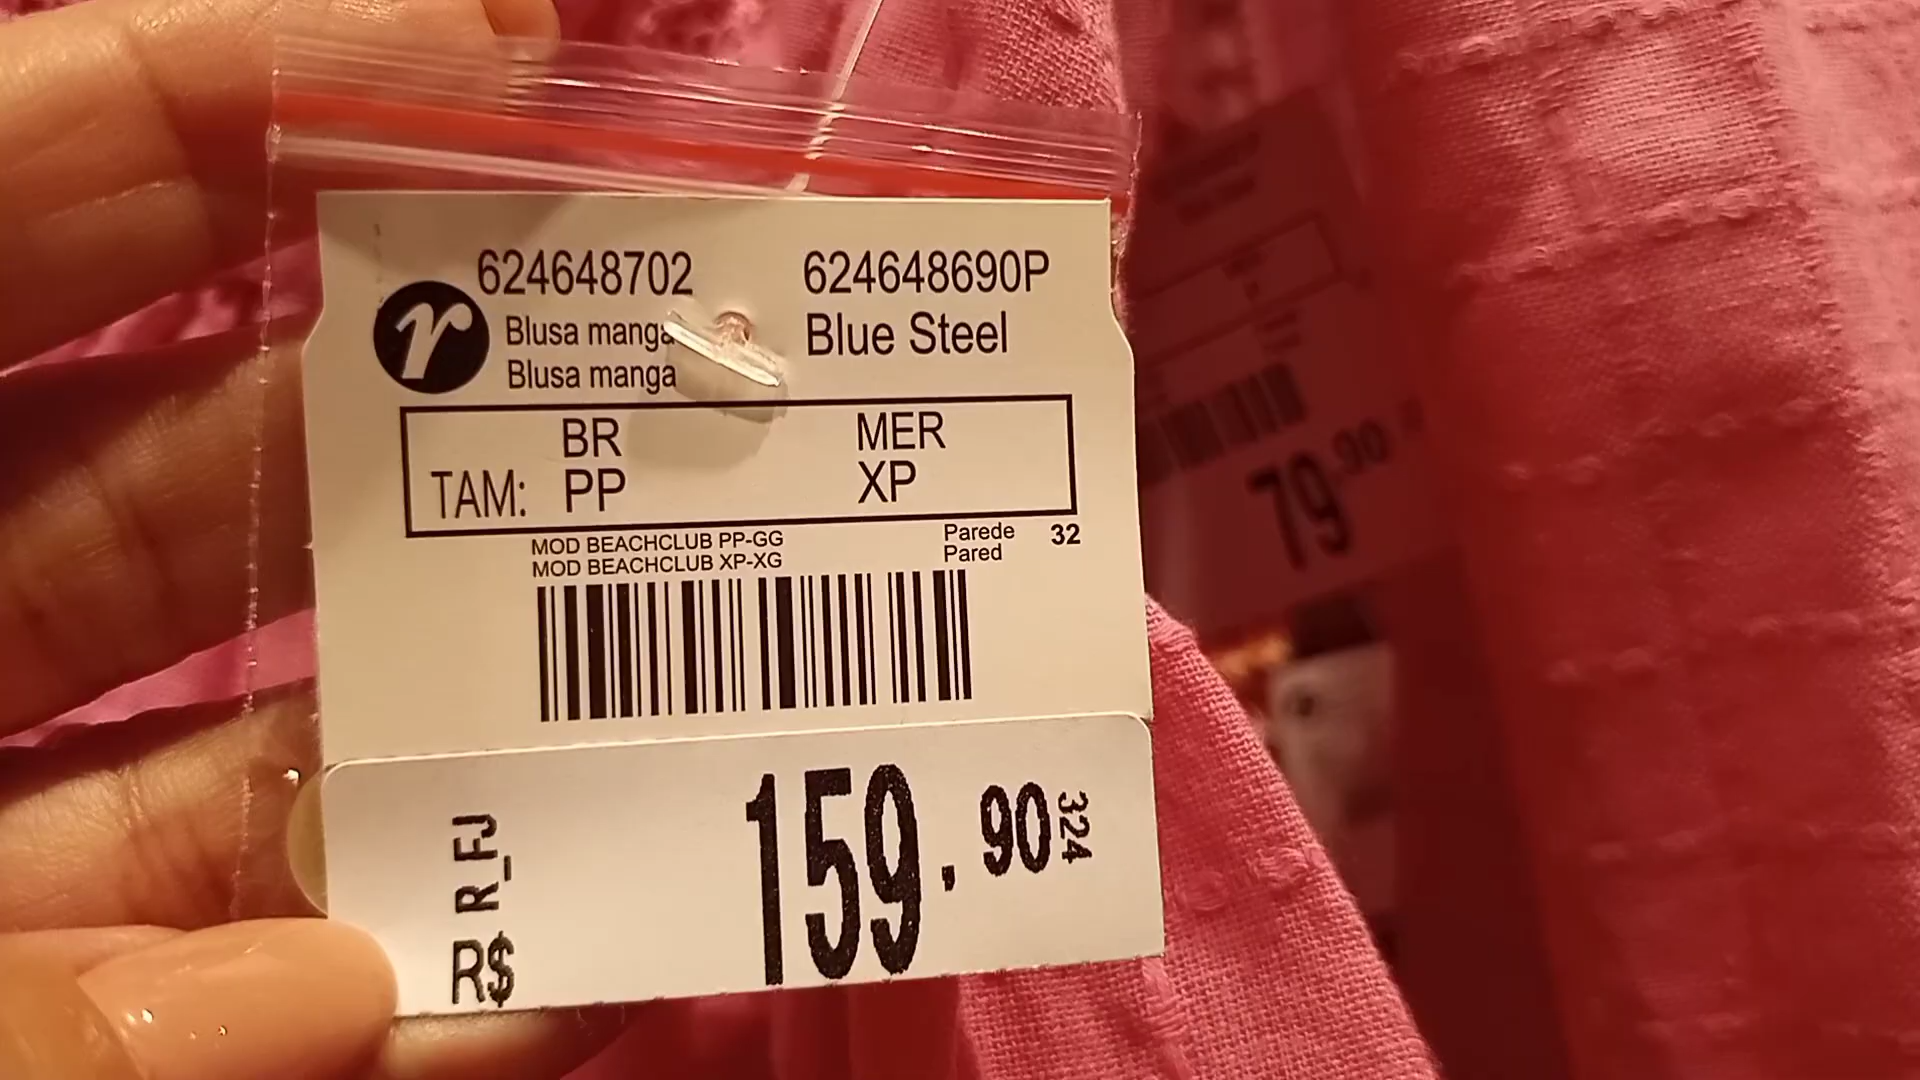 624648702 624648690P
r
Blusa manga Blue Steel
Blusa manga
BR MER
TAM: PP XP
MOD BEACHCLUB PP-GG Parede 32
MOD BEACHCLUB XP-XG Pared
R$ R_FJ 159.90 324
79.90